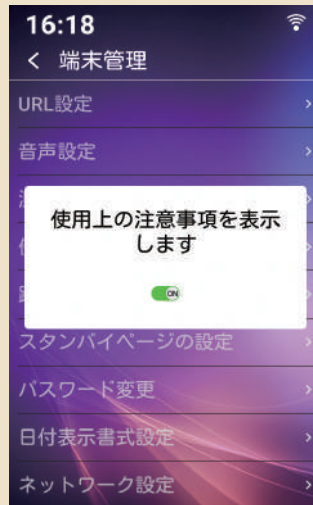 16:18
端末管理
URL設定
音声設定
使用上の注意事項を表示
します
ON
スタンバイページの設定
パスワード変更
日付表示書式設定
ネットワーク設定